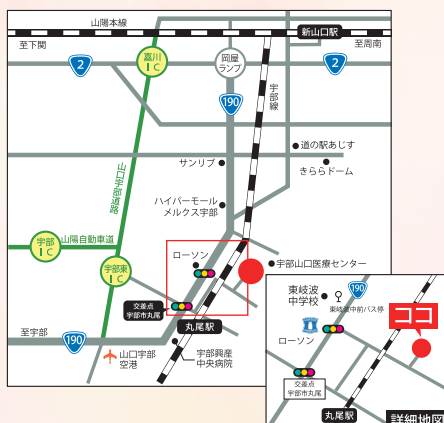 山陽本線
新山口駅
至下関
至周南
2
嘉川
IC
岡屋
ランプ
2
190
宇部線
道の駅あじす
きららドーム
サンリブ
山口宇部道路
ハイパーモール
メルクス宇部
宇部
IC
山陽自動車道
宇部東
IC
ローソン
宇部山口医療センター
交差点
宇部市丸尾
丸尾駅
至宇部
190
山口宇部
空港
宇部興産
中央病院
190
東岐波
中学校
東岐波中前バス停
ココ
ローソン
交差点
宇部市丸尾
丸尾駅
詳細地図